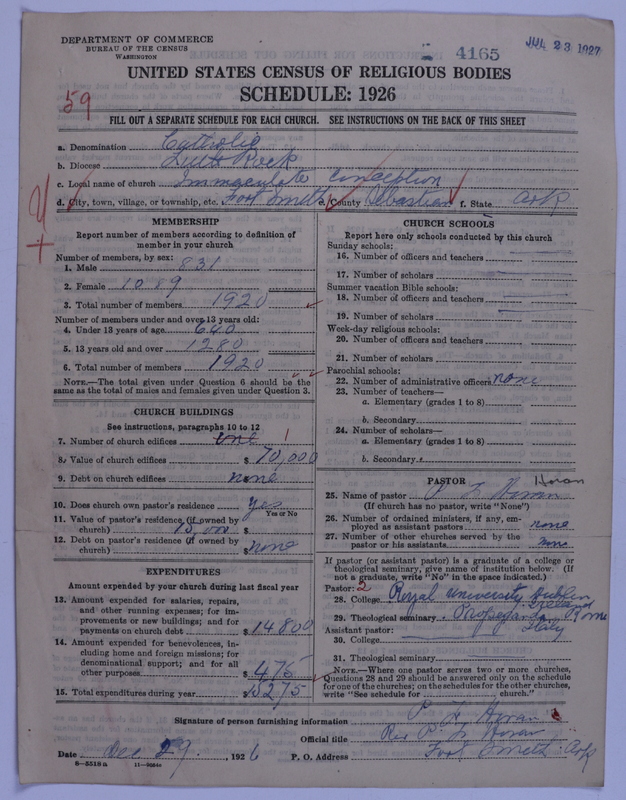 DEPARTMENT OF COMMERCE
BUREAU OF THE CENSUS
WASHINGTON
4165
JUL 23 1927
UNITED STATES CENSUS OF RELIGIOUS BODIES
SCHEDULE: 1926
59
FILL OUT A SEPARATE SCHEDULE FOR EACH CHURCH. SEE INSTRUCTIONS ON THE BACK OF THIS SHEET
a. Denomination Catholic
b. Diocese Little Rock
c. Local name of church Immaculate Conception
d. City, town, village, or township, etc. Fort Smith e. County Sebastian f. State Ark
MEMBERSHIP
Report number of members according to definition of
member in your church
Number of members, by sex:
1. Male 831
2. Female 1089
3. Total number of members 1920
Number of members under and over 13 years old:
4. Under 13 years of age 640
5. 13 years old and over 1280
6. Total number of members 1920
NOTE.—The total given under Question 6 should be the
same as the total of males and females given under Question 3.
CHURCH BUILDINGS
See instructions, paragraphs 10 to 12
7. Number of church edifices one 1
8. Value of church edifices $ 70,000
9. Debt on church edifices none
10. Does church own pastor's residence yes
Yes or No
11. Value of pastor's residence (if owned by
church) 15,000 $
12. Debt on pastor's residence (if owned by
church) $ none
EXPENDITURES
Amount expended by your church during last fiscal year
13. Amount expended for salaries, repairs,
and other running expenses; for im-
provements or new buildings; and for
payments on church debt $ 14800
14. Amount expended for benevolences, in-
cluding home and foreign missions; for
denominational support; and for all
other purposes $ 475
15. Total expenditures during year $ 15275
CHURCH SCHOOLS
Report here only schools conducted by this church
Sunday schools:
16. Number of officers and teachers
17. Number of scholars
Summer vacation Bible schools:
18. Number of officers and teachers
19. Number of scholars
Week-day religious schools:
20. Number of officers and teachers
21. Number of scholars
Parochial schools:
22. Number of administrative officers none
23. Number of teachers—
a. Elementary (grades 1 to 8)
b. Secondary
24. Number of scholars—
a. Elementary (grades 1 to 8)
b. Secondary
PASTOR
Horan
25. Name of pastor P F Horan
(If church has no pastor, write "None")
26. Number of ordained ministers, if any, em-
ployed as assistant pastors none
27. Number of other churches served by the
pastor or his assistants none
If pastor (or assistant pastor) is a graduate of a college or
theological seminary, give name of institution below. (If
not a graduate, write "No" in the space indicated.)
Pastor: 2
28. College Royal University Dublin
Ireland
29. Theological seminary Propaganda Rome
Assistant pastor: Italy
30. College
31. Theological seminary
NOTE.—Where one pastor serves two or more churches,
Questions 28 and 29 should be answered only on the schedule
for one of the churches; on the schedules for the other churches,
write "See schedule for church."
Signature of person furnishing information P F Horan
Official title Rev P F Horan
Date Dec 29, 1926 P. O. Address Fort Smith Ark
8—5518a 11—9004c